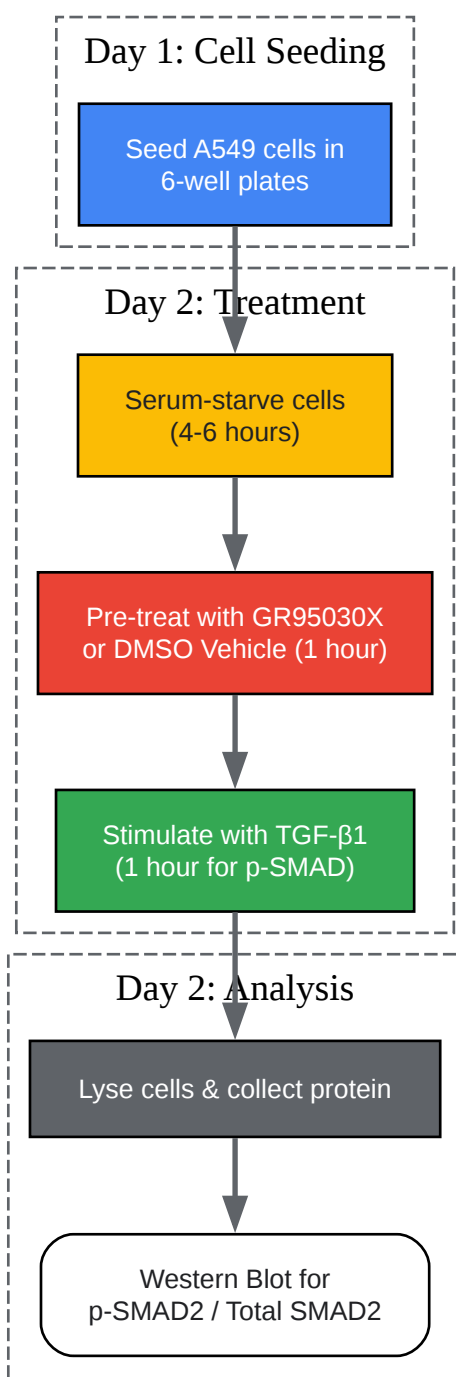 Day 1: Cell Seeding
Seed A549 cells in
6-well plates
Day 2: Treatment
Serum-starve cells
(4-6 hours)
Pre-treat with GR95030X
or DMSO Vehicle (1 hour)
Stimulate with TGF-β1
(1 hour for p-SMAD)
Day 2: Analysis
Lyse cells & collect protein
Western Blot for
p-SMAD2 / Total SMAD2